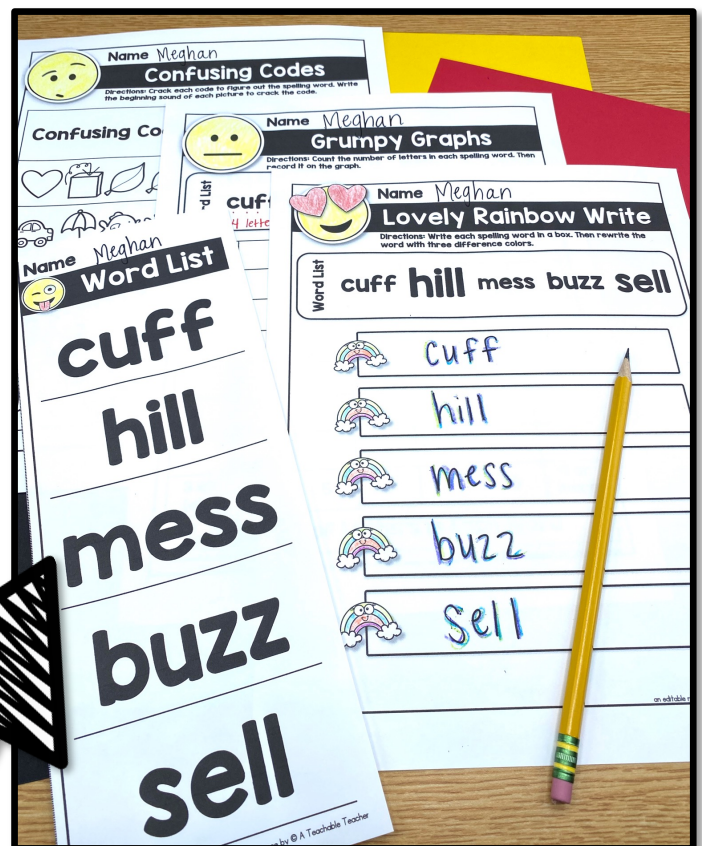 Name Meghan
Confusing Codes
Directions: Crack each code to figure out the spelling word. Write
the beginning sound of each picture to crack the code.
Confusing Co
Name Meghan
Grumpy Graphs
Directions: Count the number of letters in each spelling word. Then
record it on the graph.
d List
cuf
4 lette
Name Meghan
Lovely Rainbow Write
Directions: Write each spelling word in a box. Then rewrite the
word with three difference colors.
Word List
cuff hill mess buzz sell
cuff
hill
mess
buzz
sell
an editable
Name Meghan
Word List
cuff
hill
mess
buzz
sell
by © A Teachable Teacher